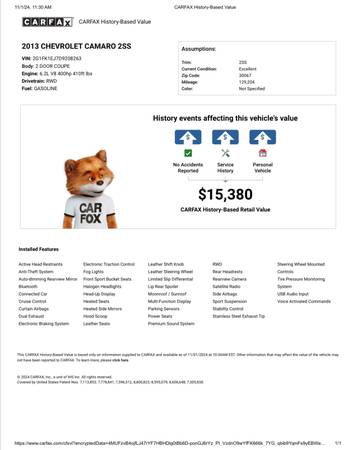 11/1/24, 11:30 AM CARFAX History-Based Value
CARFAX CARFAX History-Based Value
2013 CHEVROLET CAMARO 2SS
Body: 2 DOOR COUPE
Engine: 6.2L V8 400hp 410ft lbs
Drivetrain: RWD
Fuel: GASOLINE
Assumptions:
Trim: 2SS
Current Condition: Excellent
Zip Code: 30067
Mileage: 129,206
Color: Not Specified
History events affecting this vehicle's value
No Accidents Reported
Service History
Personal Vehicle
$15,380
CARFAX History-Based Retail Value
CAR
FOX
Installed Features
Active Head Restraints
Anti-Theft System
Auto-dimming Rearview Mirror
Bluetooth
Connected Car
Cruise Control
Curtain Airbags
Dual Exhaust
Electronic Braking System
Electronic Traction Control
Fog Lights
Front Sport Bucket Seats
Halogen Headlights
Head-Up Display
Heated Seats
Heated Side Mirrors
Hood Scoop
Leather Seats
Leather Shift Knob
Leather Steering Wheel
Limited Slip Differential
Lip Rear Spoiler
Moonroof / Sunroof
Multi-Function Display
Parking Sensors
Power Seats
Premium Sound System
RWD
Rear Headrests
Rearview Camera
Satellite Radio
Side Airbags
Sport Suspension
Stability Control
Stainless Steel Exhaust Tip
Steering Wheel Mounted
Controls
Tire Pressure Monitoring
System
USB Audio Input
Voice Activated Commands
This CARFAX History-Based Value is based only on information supplied to CARFAX and available as of 11/01/2024 at 10:30AM EST. Other information that may affect the value of the vehicle may
not have been reported to CARFAX. To learn more, please click here.
© 2024 CARFAX, Inc., a unit of IHS Inc. All rights reserved.
Covered by United States Patent Nos. 7,113,853; 7,778,841; 7,596,512; 8,600,823; 8,595,079; 8,606,648; 7,505,838.
1/1